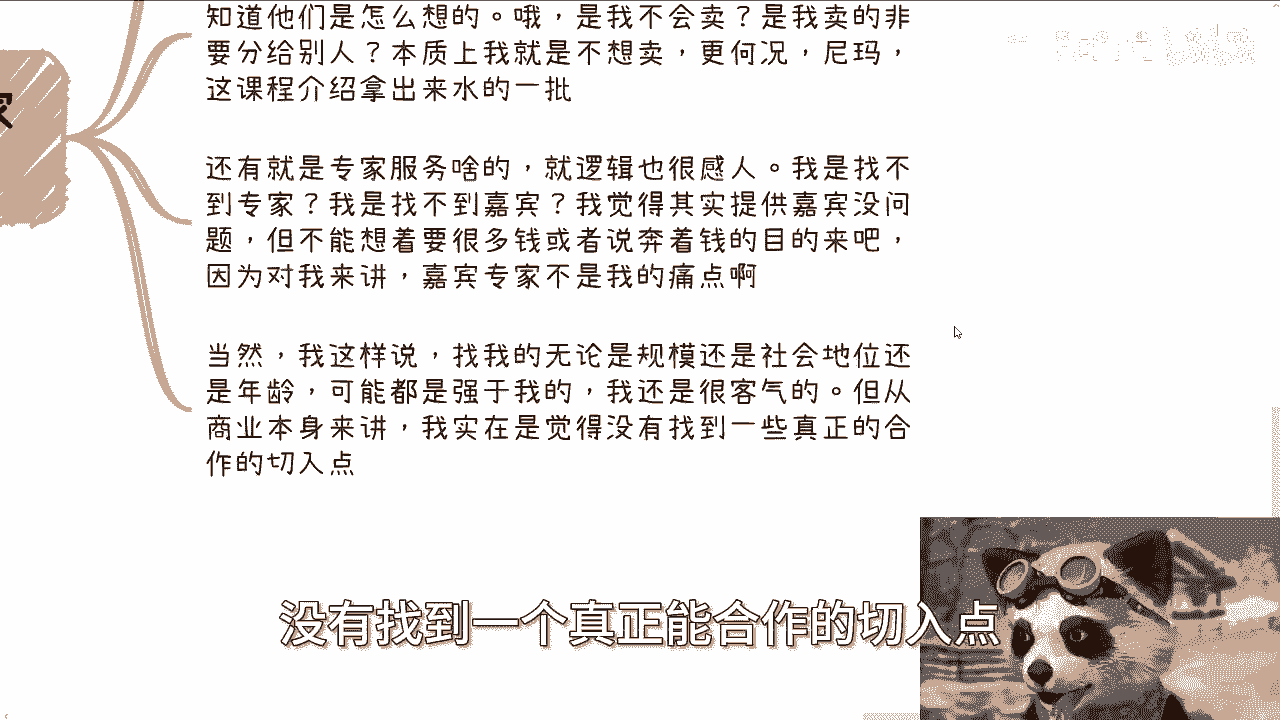 家
知道他们是怎么想的。哦，是我不会卖？是我卖的非
要分给别人？本质上我就是不想卖，更何况，尼玛，
这课程介绍拿出来水的一批
还有就是专家服务啥的，就逻辑也很感人。我是找不
到专家？我是找不到嘉宾？我觉得其实提供嘉宾没问
题，但不能想着要很多钱或者说奔着钱的目的来吧，
因为对我来讲，嘉宾专家不是我的痛点啊
当然，我这样说，找我的无论是规模还是社会地位还
是年龄，可能都是强于我的，我还是很客气的。但从
商业本身来讲，我实在是觉得没有找到一些真正的合
作的切入点
没有找到一个真正能合作的切入点